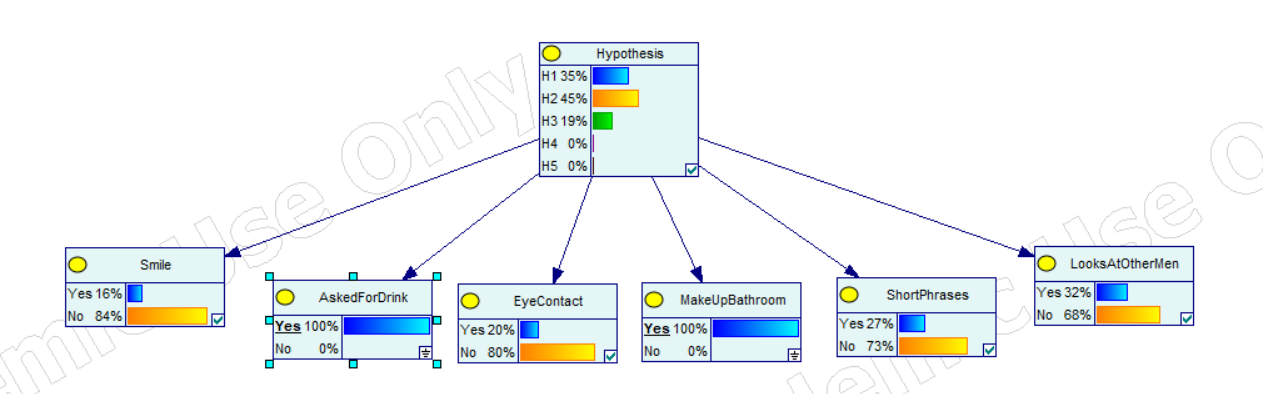 Hypothesis
H1 35%
H2 45%
H3 19%
H4 0%
H5 0%
Smile
Yes 16%
No 84%
AskedForDrink
Yes 100%
No 0%
EyeContact
Yes 20%
No 80%
MakeUpBathroom
Yes 100%
No 0%
ShortPhrases
Yes 27%
No 73%
LooksAtOtherMen
Yes 32%
No 68%
Use Only